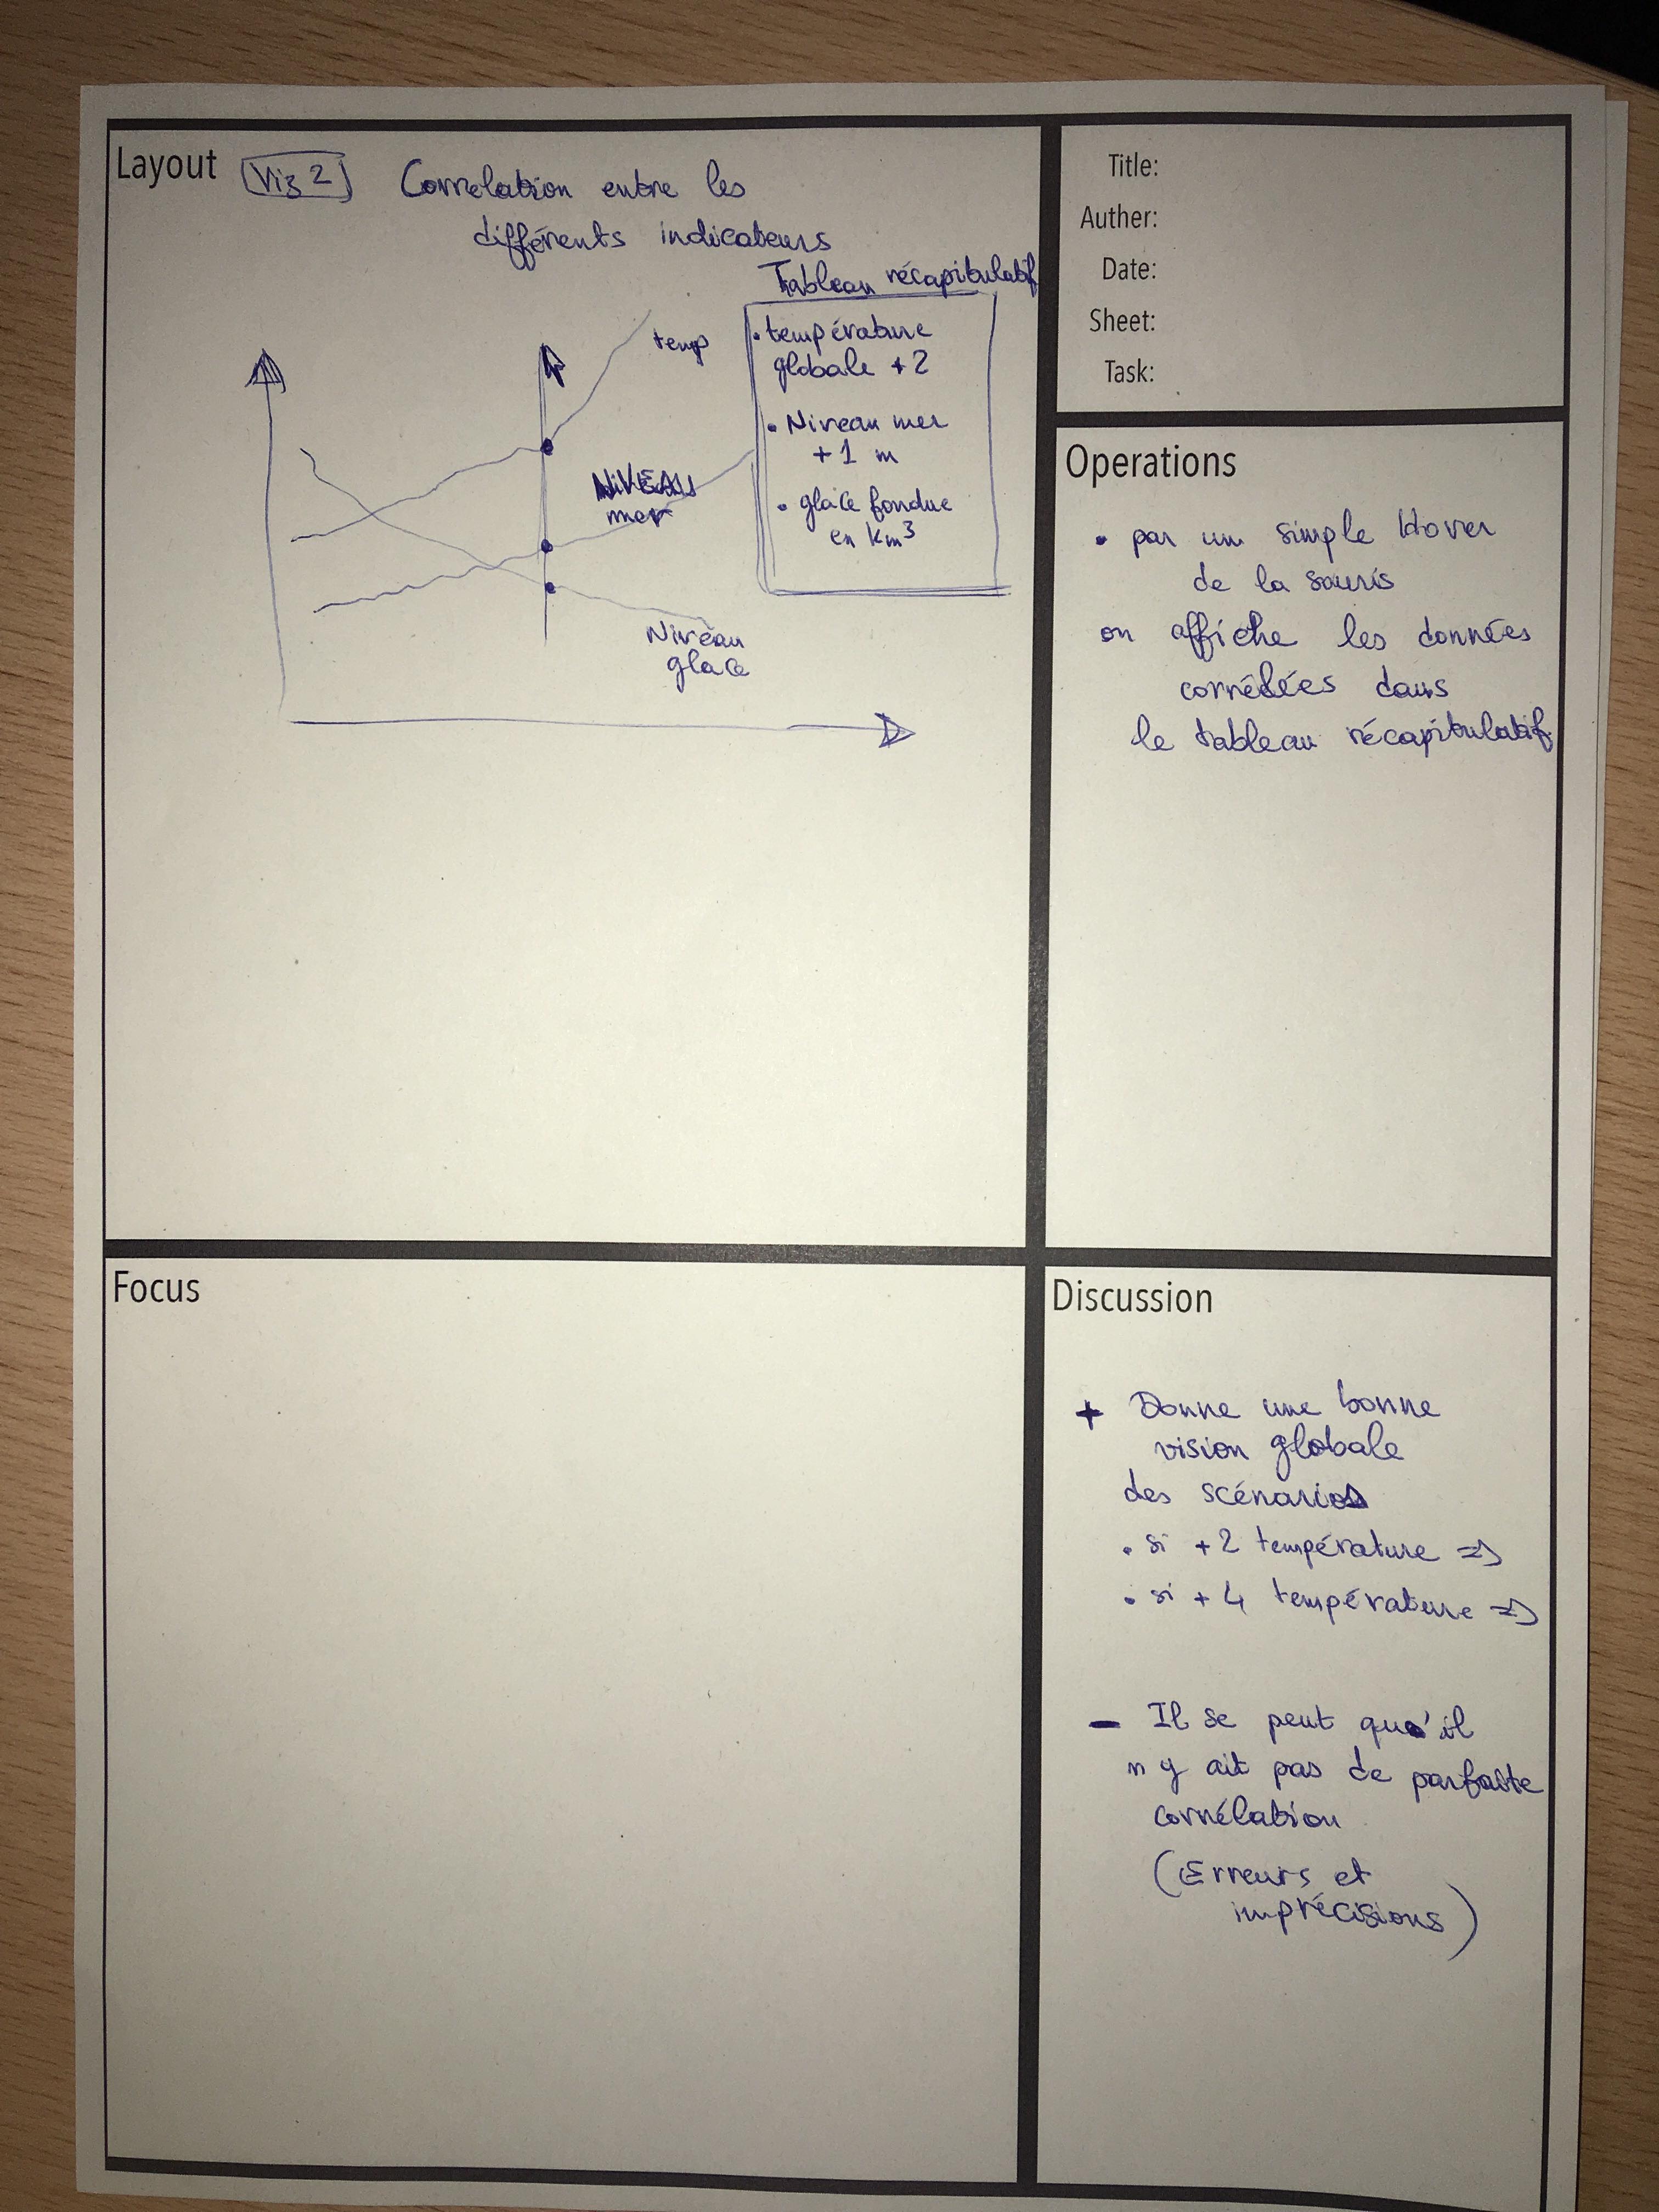 Layout
Viz 2
Correlation entre les
différents indicateurs
Tableau récapitulatif
• température
globale +2
• Niveau mer
+1 m
• glace fondue
en km³
temp
NIVEAU
mer
Niveau
glace
Title:
Auther:
Date:
Sheet:
Task:
Operations
• par un simple Hover
de la souris
on affiche les données
corrélées dans
le tableau récapitulatif
Focus
Discussion
+ Donne une bonne
vision globale
des scénarios
• si +2 température =>
• si +4 température =>
- Il se peut qu'il
n y ait pas de parfaite
corrélation
(Erreurs et
imprécisions)